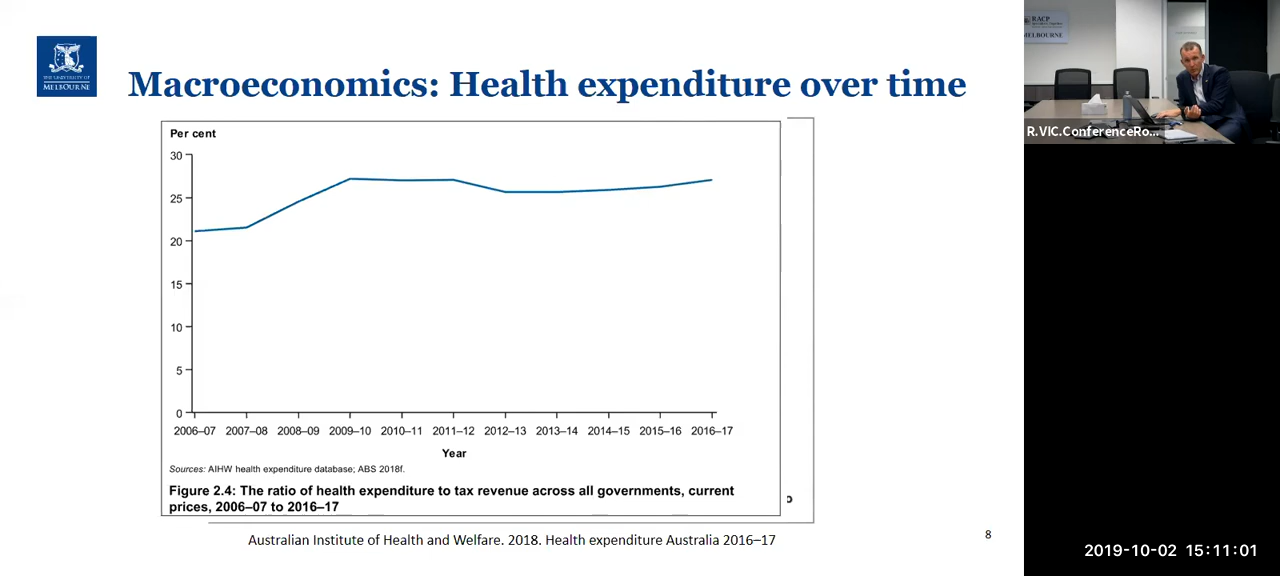 THE UNIVERSITY OF
MELBOURNE
Macroeconomics: Health expenditure over time
Per cent
30
25
20
15
10
5
0
2006–07 2007–08 2008–09 2009–10 2010–11 2011–12 2012–13 2013–14 2014–15 2015–16 2016–17
Year
Sources: AIHW health expenditure database; ABS 2018f.
Figure 2.4: The ratio of health expenditure to tax revenue across all governments, current
prices, 2006–07 to 2016–17
Australian Institute of Health and Welfare. 2018. Health expenditure Australia 2016–17
8
RACP
MELBOURNE
R.VIC.ConferenceRo...
2019-10-02 15:11:01